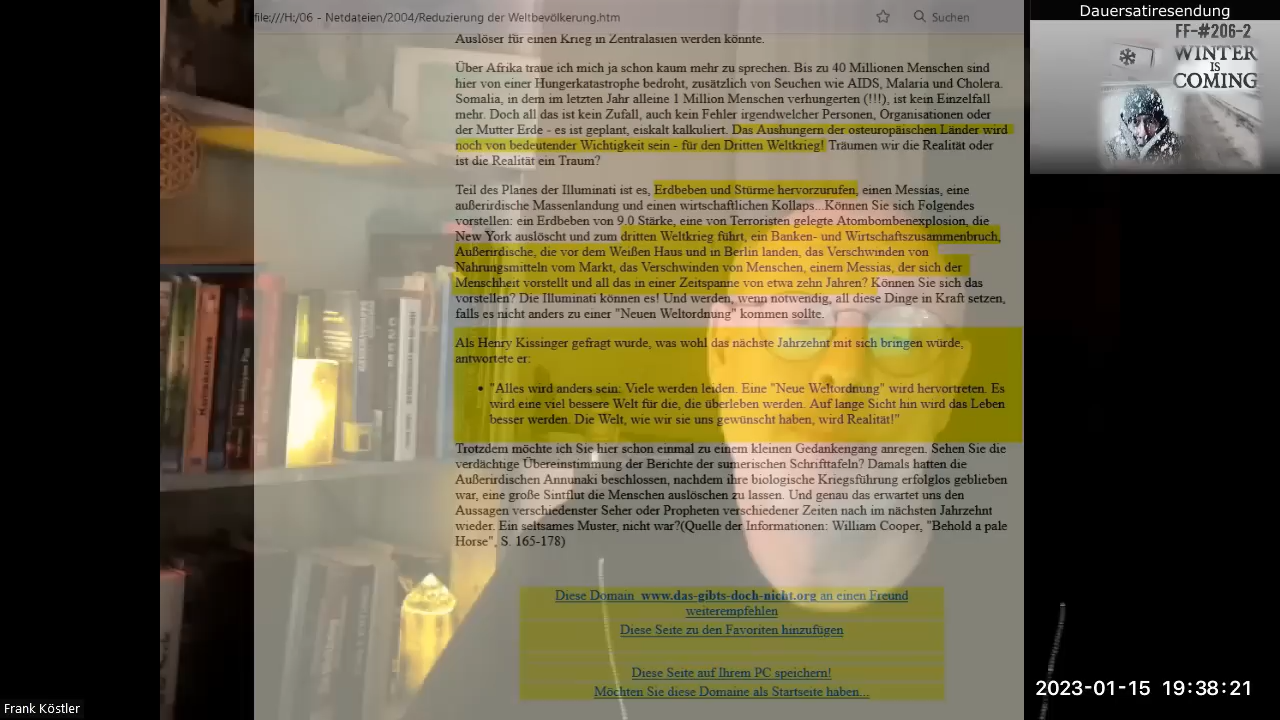 file:///H:/06 - Netdateien/2004/Reduzierung der Weltbevölkerung.htm
Suchen
Dauersatiresendung
FF-#206-2
WINTER
IS
COMING
Auslöser für einen Krieg in Zentralasien werden könnte.
Über Afrika traue ich mich ja schon kaum mehr zu sprechen. Bis zu 40 Millionen Menschen sind
hier von einer Hungerkatastrophe bedroht, zusätzlich von Seuchen wie AIDS, Malaria und Cholera.
Somalia, in dem im letzten Jahr alleine 1 Million Menschen verhungerten (!!!), ist kein Einzelfall
mehr. Doch all das ist kein Zufall, auch kein Fehler irgendwelcher Personen, Organisationen oder
der Mutter Erde - es ist geplant, eiskalt kalkuliert. Das Aushungern der osteuropäischen Länder wird
noch von bedeutender Wichtigkeit sein - für den Dritten Weltkrieg! Träumen wir die Realität oder
ist die Realität ein Traum?
Teil des Planes der Illuminati ist es, Erdbeben und Stürme hervorzurufen, einen Messias, eine
außerirdische Massenlandung und einen wirtschaftlichen Kollaps...Können Sie sich Folgendes
vorstellen: ein Erdbeben von 9.0 Stärke, eine von Terroristen gelegte Atombombenexplosion, die
New York auslöscht und zum dritten Weltkrieg führt, ein Banken- und Wirtschaftszusammenbruch,
Außerirdische, die vor dem Weißen Haus und in Berlin landen, das Verschwinden von
Nahrungsmitteln vom Markt, das Verschwinden von Menschen, einem Messias, der sich der
Menschheit vorstellt und all das in einer Zeitspanne von etwa zehn Jahren? Können Sie sich das
vorstellen? Die Illuminati können es! Und werden, wenn notwendig, all diese Dinge in Kraft setzen,
falls es nicht anders zu einer "Neuen Weltordnung" kommen sollte.
Als Henry Kissinger gefragt wurde, was wohl das nächste Jahrzehnt mit sich bringen würde,
antwortete er:
• "Alles wird anders sein: Viele werden leiden. Eine "Neue Weltordnung" wird hervortreten. Es
wird eine viel bessere Welt für die, die überleben werden. Auf lange Sicht hin wird das Leben
besser werden. Die Welt, wie wir sie uns gewünscht haben, wird Realität!"
Trotzdem möchte ich Sie hier schon einmal zu einem kleinen Gedankengang anregen. Sehen Sie die
verdächtige Übereinstimmung der Berichte der sumerischen Schrifttafeln? Damals hatten die
Außerirdischen Annunaki beschlossen, nachdem ihre biologische Kriegsführung erfolglos geblieben
war, eine große Sintflut die Menschen auslöschen zu lassen. Und genau das erwartet uns den
Aussagen verschiedenster Seher oder Propheten verschiedener Zeiten nach im nächsten Jahrzehnt
wieder. Ein seltsames Muster, nicht war?(Quelle der Informationen: William Cooper, "Behold a pale
Horse", S. 165-178)
Diese Domain www.das-gibts-doch-nicht.org an einen Freund
weiterempfehlen
Diese Seite zu den Favoriten hinzufügen
Diese Seite auf Ihrem PC speichern!
Möchten Sie diese Domaine als Startseite haben...
2023-01-15 19:38:21
Frank Köstler